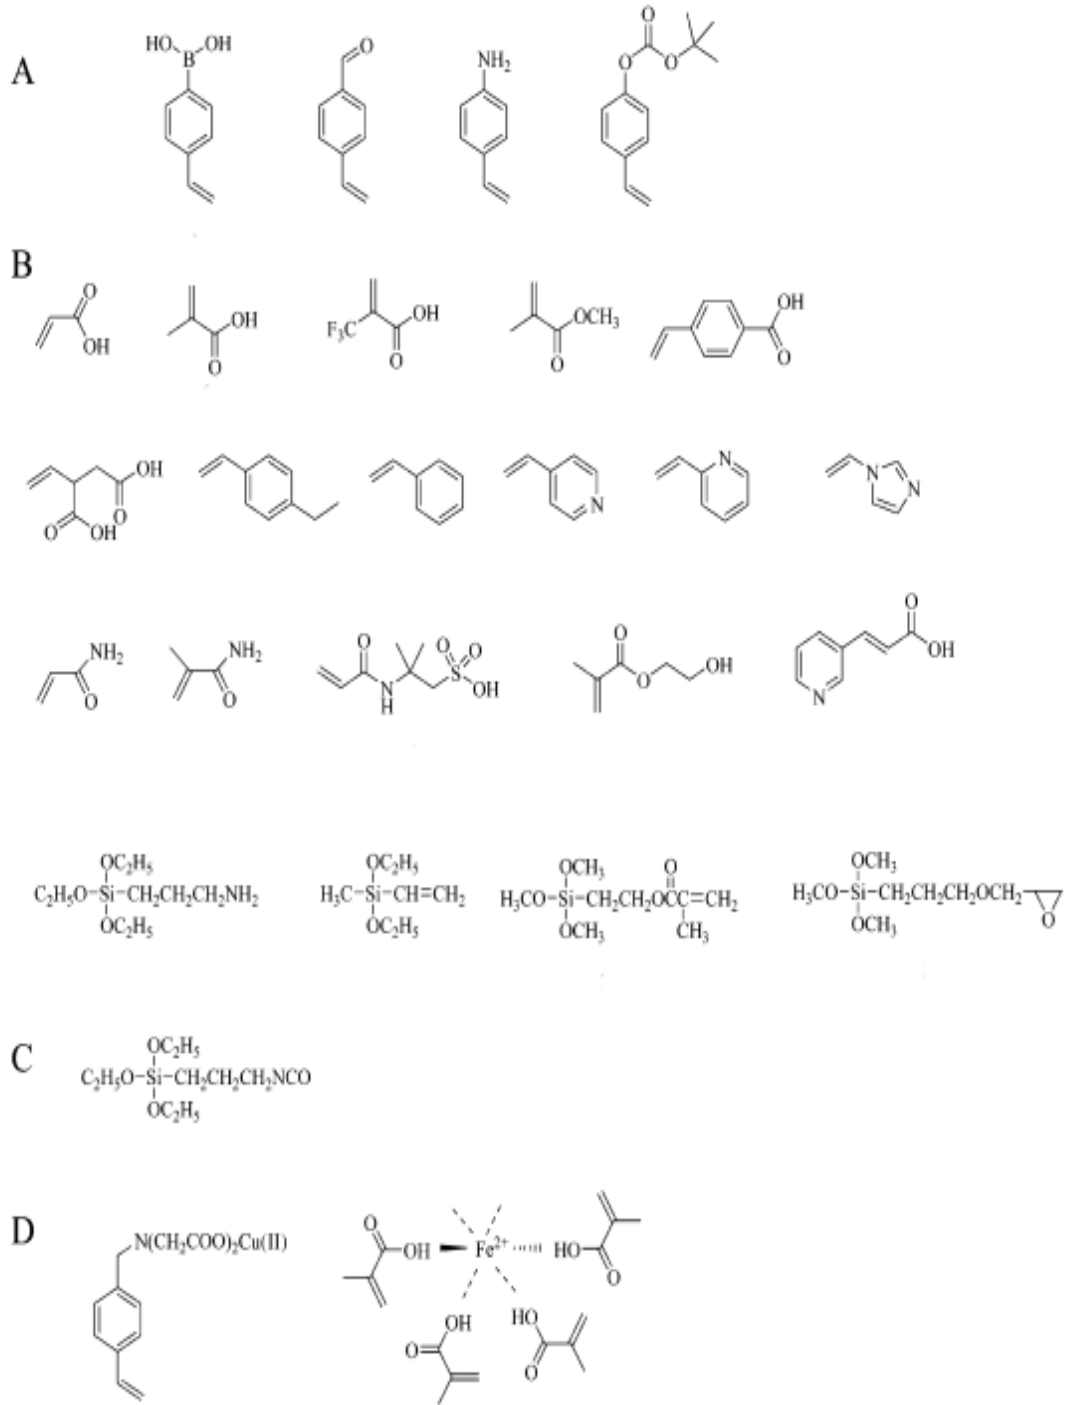 A
HO OH
B
O
NH₂
O
O O
B
O
OH
OH
O
F₃C
OH
O
OCH₃
O
OH
O
OH
O
O
OH
N
N
N
N
NH₂
O
NH₂
O
O
N
H
O O
S
OH
O
O
OH
O
OH
N
OC₂H₅
C₂H₅O-Si-CH₂CH₂CH₂NH₂
OC₂H₅
OC₂H₅
H₃C-Si-CH=CH₂
OC₂H₅
OCH₃ O
H₃CO-Si-CH₂CH₂OC-C=CH₂
OCH₃ CH₃
OCH₃
H₃CO-Si-CH₂CH₂CH₂OCH₂
OCH₃ O
C
OC₂H₅
C₂H₅O-Si-CH₂CH₂CH₂NCO
OC₂H₅
D
N(CH₂COO)₂Cu(II)
O
OH
Fe²⁺
HO
O
O
OH
HO
O